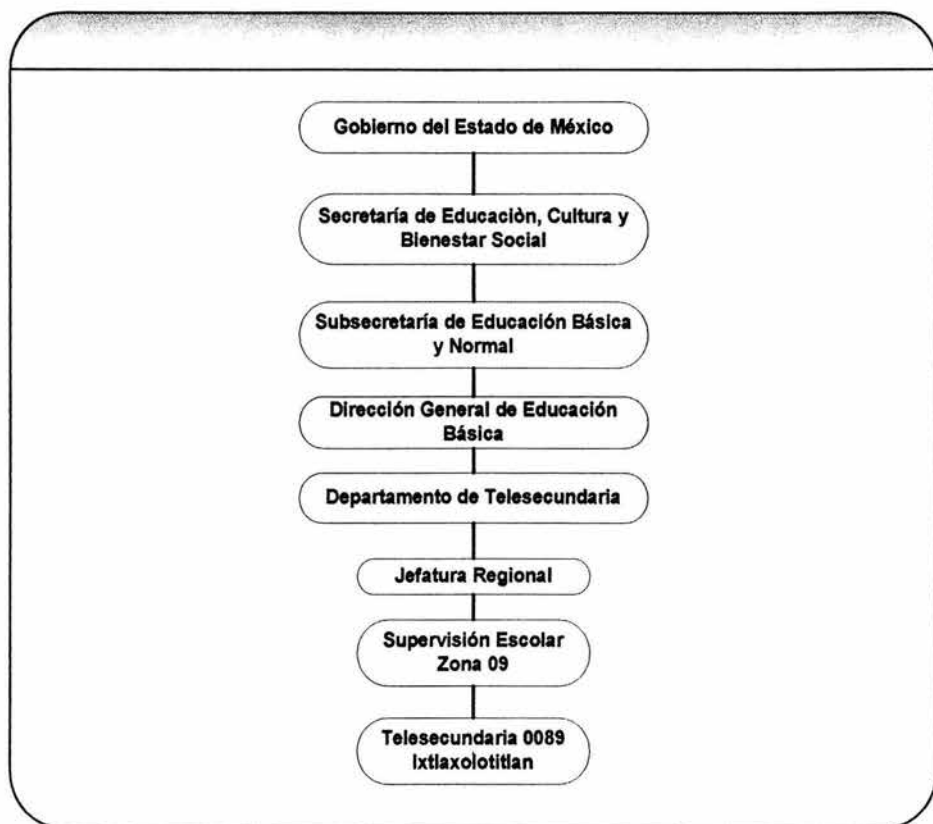 Gobierno del Estado de México
Secretaría de Educaciòn, Cultura y
Bienestar Social
Subsecretaría de Educación Básica
y Normal
Dirección General de Educación
Básica
Departamento de Telesecundaria
Jefatura Regional
Supervisión Escolar
Zona 09
Telesecundaria 0089
Ixtlaxolotitlan